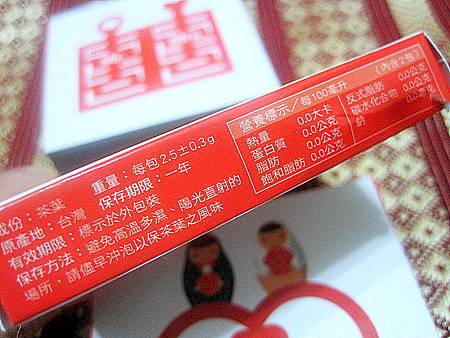 成份：茶葉
重量：每包2.5±0.3g
原產地：台灣
保存期限：一年
有效期限：標示於外包裝
保存方法：避免高溫多濕、陽光直射的
場所，請儘早沖泡以保茶葉之風味
營養標示／每100毫升 （內含2包）
熱量 0.0大卡
蛋白質 0.0公克
脂肪 0.0公克
飽和脂肪 0.0公克
反式脂肪 0.0公克
碳水化合物 0.0公克
鈉 0.0公克